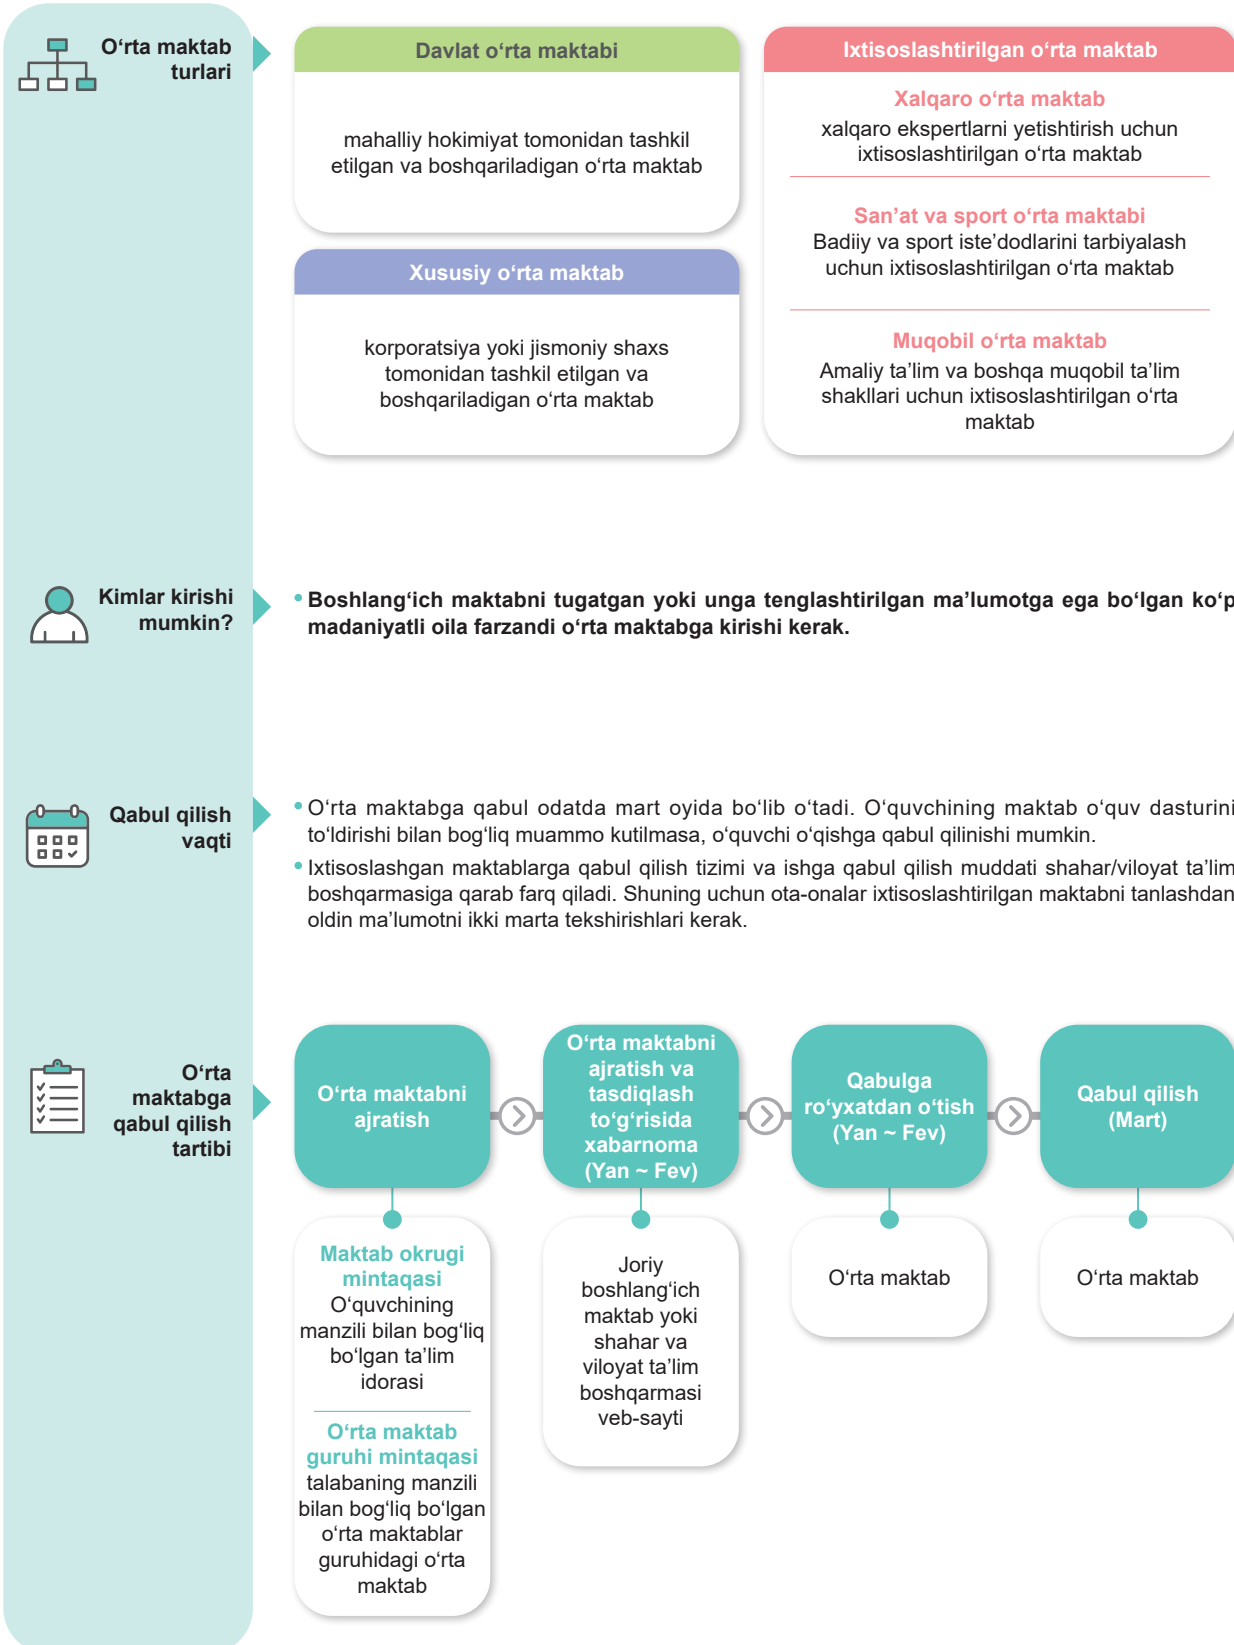 O‘rta maktab
turlari
Davlat o‘rta maktabi
mahalliy hokimiyat tomonidan tashkil
etilgan va boshqariladigan o‘rta maktab
Xususiy o‘rta maktab
korporatsiya yoki jismoniy shaxs
tomonidan tashkil etilgan va
boshqariladigan o‘rta maktab
Ixtisoslashtirilgan o‘rta maktab
Xalqaro o‘rta maktab
xalqaro ekspertlarni yetishtirish uchun
ixtisoslashtirilgan o‘rta maktab
San’at va sport o‘rta maktabi
Badiiy va sport iste’dodlarini tarbiyalash
uchun ixtisoslashtirilgan o‘rta maktab
Muqobil o‘rta maktab
Amaliy ta’lim va boshqa muqobil ta’lim
shakllari uchun ixtisoslashtirilgan o‘rta
maktab
Kimlar kirishi
mumkin?
• Boshlang‘ich maktabni tugatgan yoki unga tenglashtirilgan ma’lumotga ega bo‘lgan ko‘p
madaniyatli oila farzandi o‘rta maktabga kirishi kerak.
Qabul qilish
vaqti
• O‘rta maktabga qabul odatda mart oyida bo‘lib o‘tadi. O‘quvchining maktab o‘quv dasturini
to‘ldirishi bilan bog‘liq muammo kutilmasa, o‘quvchi o‘qishga qabul qilinishi mumkin.
• Ixtisoslashgan maktablarga qabul qilish tizimi va ishga qabul qilish muddati shahar/viloyat ta’lim
boshqarmasiga qarab farq qiladi. Shuning uchun ota-onalar ixtisoslashtirilgan maktabni tanlashdan
oldin ma’lumotni ikki marta tekshirishlari kerak.
O‘rta
maktabga
qabul qilish
tartibi
O‘rta maktabni
ajratish
Maktab okrugi
mintaqasi
O‘quvchining
manzili bilan bog‘liq
bo‘lgan ta’lim
idorasi
O‘rta maktab
guruhi mintaqasi
talabaning manzili
bilan bog‘liq bo‘lgan
o‘rta maktablar
guruhidagi o‘rta
maktab
O‘rta maktabni
ajratish va
tasdiqlash
to‘g‘risida
xabarnoma
(Yan ~ Fev)
Joriy
boshlang‘ich
maktab yoki
shahar va
viloyat ta’lim
boshqarmasi
veb-sayti
Qabulga
ro‘yxatdan o‘tish
(Yan ~ Fev)
O‘rta maktab
Qabul qilish
(Mart)
O‘rta maktab